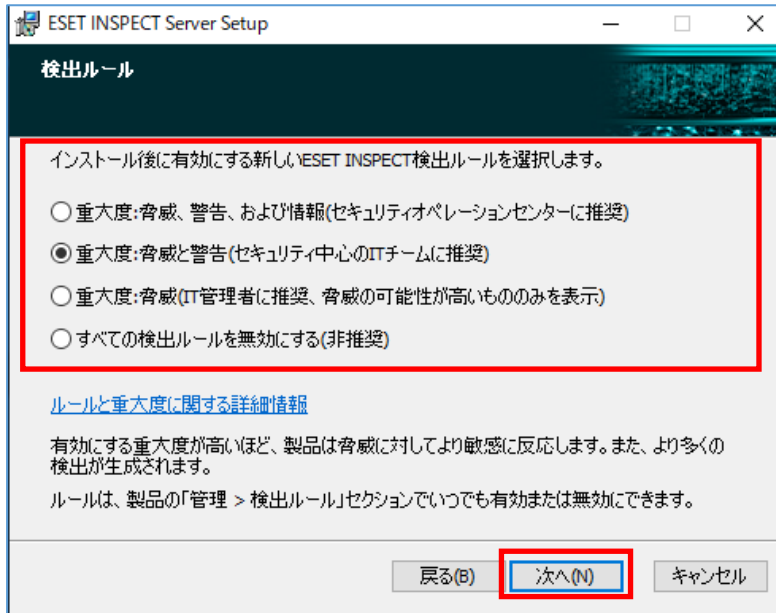 ESET INSPECT Server Setup
検出ルール
インストール後に有効にする新しいESET INSPECT検出ルールを選択します。
重大度:脅威、警告、および情報(セキュリティオペレーションセンターに推奨)
重大度:脅威と警告(セキュリティ中心のITチームに推奨)
重大度:脅威(IT管理者に推奨、脅威の可能性が高いもののみを表示)
すべての検出ルールを無効にする(非推奨)
ルールと重大度に関する詳細情報
有効にする重大度が高いほど、製品は脅威に対してより敏感に反応します。また、より多くの
検出が生成されます。
ルールは、製品の「管理 > 検出ルール」セクションでいつでも有効または無効にできます。
戻る(B) 次へ(N) キャンセル